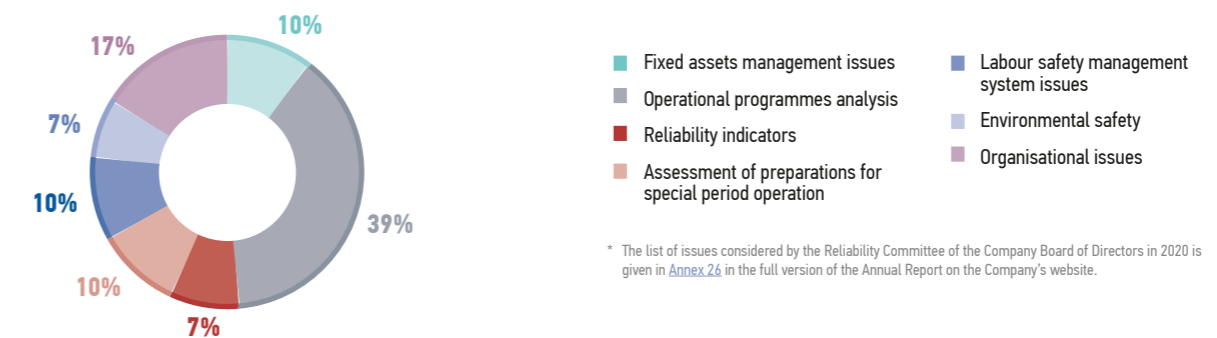 10%
17%
7%
10%
39%
10%
7%
Fixed assets management issues
Operational programmes analysis
Reliability indicators
Assessment of preparations for
special period operation
Labour safety management
system issues
Environmental safety
Organisational issues
* The list of issues considered by the Reliability Committee of the Company Board of Directors in 2020 is
given in Annex 26 in the full version of the Annual Report on the Company's website.